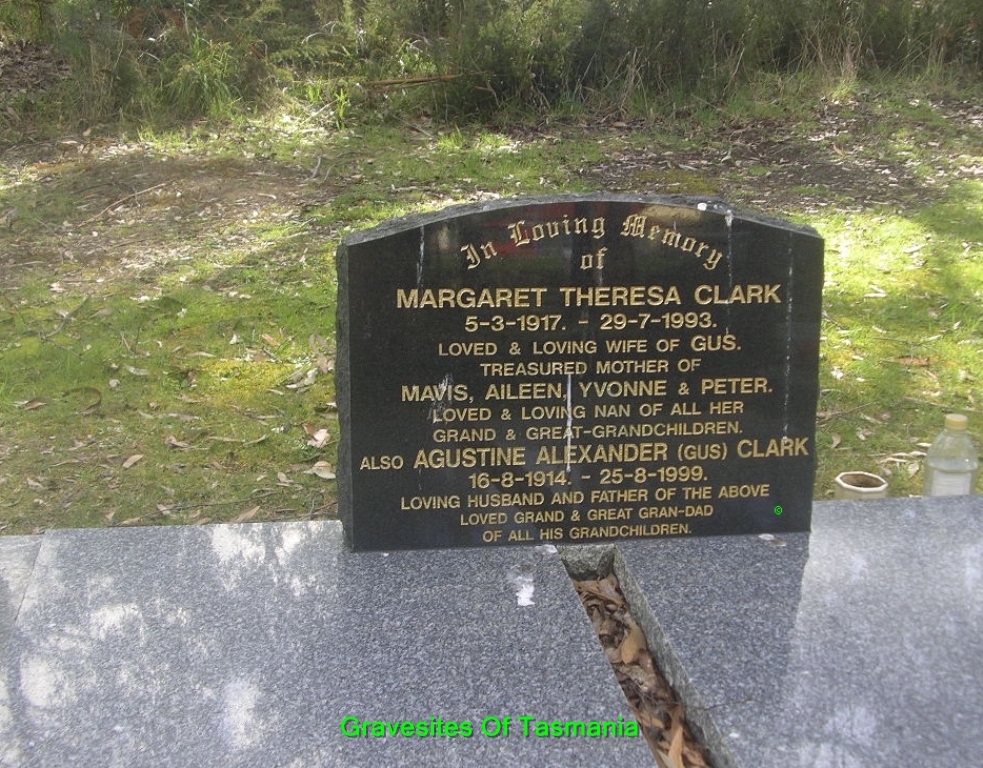 In Loving Memory
of
MARGARET THERESA CLARK
5-3-1917. - 29-7-1993.
LOVED & LOVING WIFE OF GUS.
TREASURED MOTHER OF
MAVIS, AILEEN, YVONNE & PETER.
LOVED & LOVING NAN OF ALL HER
GRAND & GREAT-GRANDCHILDREN.
ALSO AGUSTINE ALEXANDER (GUS) CLARK
16-8-1914. - 25-8-1999.
LOVING HUSBAND AND FATHER OF THE ABOVE
LOVED GRAND & GREAT GRAN-DAD
OF ALL HIS GRANDCHILDREN.
©
Gravesites Of Tasmania